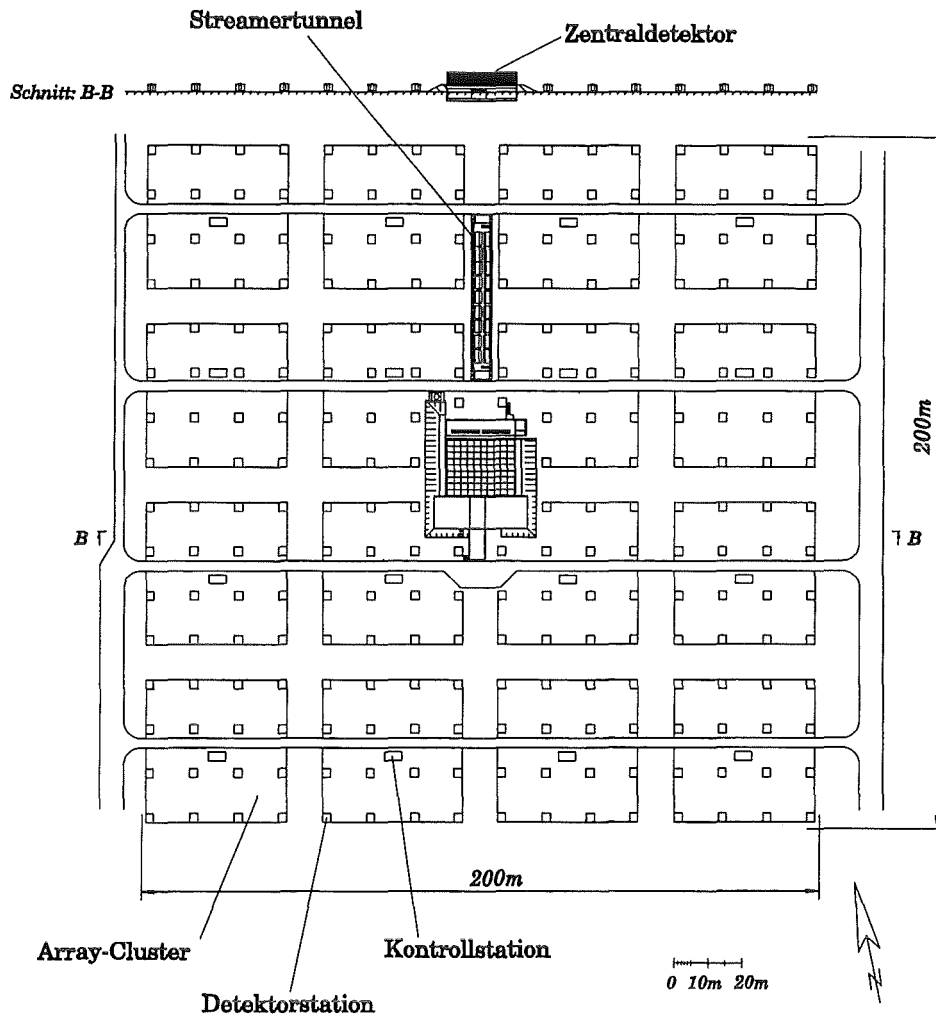 Streamertunnel
Zentraldetektor
Schnitt: B-B
200m
B
B
200m
Array-Cluster
Kontrollstation
Detektorstation
0 10m 20m
N